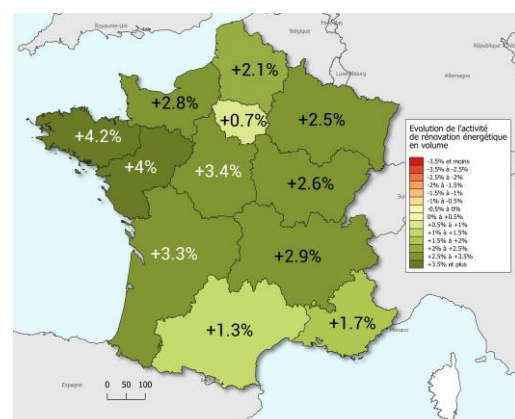 Royaume-Uni
Belgique
Luxembourg
Allemagne
+2.1%
+2.8%
+0.7%
+2.5%
+4.2%
+4%
+3.4%
+2.6%
+3.3%
+2.9%
+1.3%
+1.7%
Espagne
0 50 100
Evolution de l'activité
de rénovation énergétique
en volume
-3.5% et moins
-3.5% à -2.5%
-2.5% à -2%
-2% à -1.5%
-1.5% à -1%
-1% à -0.5%
-0.5% à 0%
0% à +0.5%
+0.5% à +1%
+1% à +1.5%
+1.5% à +2%
+2% à +2.5%
+2.5% à +3.5%
+3.5% et plus